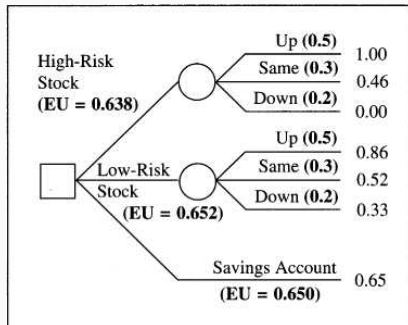 High-Risk
Stock
(EU = 0.638)
Up (0.5) 1.00
Same (0.3) 0.46
Down (0.2) 0.00
Low-Risk
Stock
(EU = 0.652)
Up (0.5) 0.86
Same (0.3) 0.52
Down (0.2) 0.33
Savings Account 0.65
(EU = 0.650)